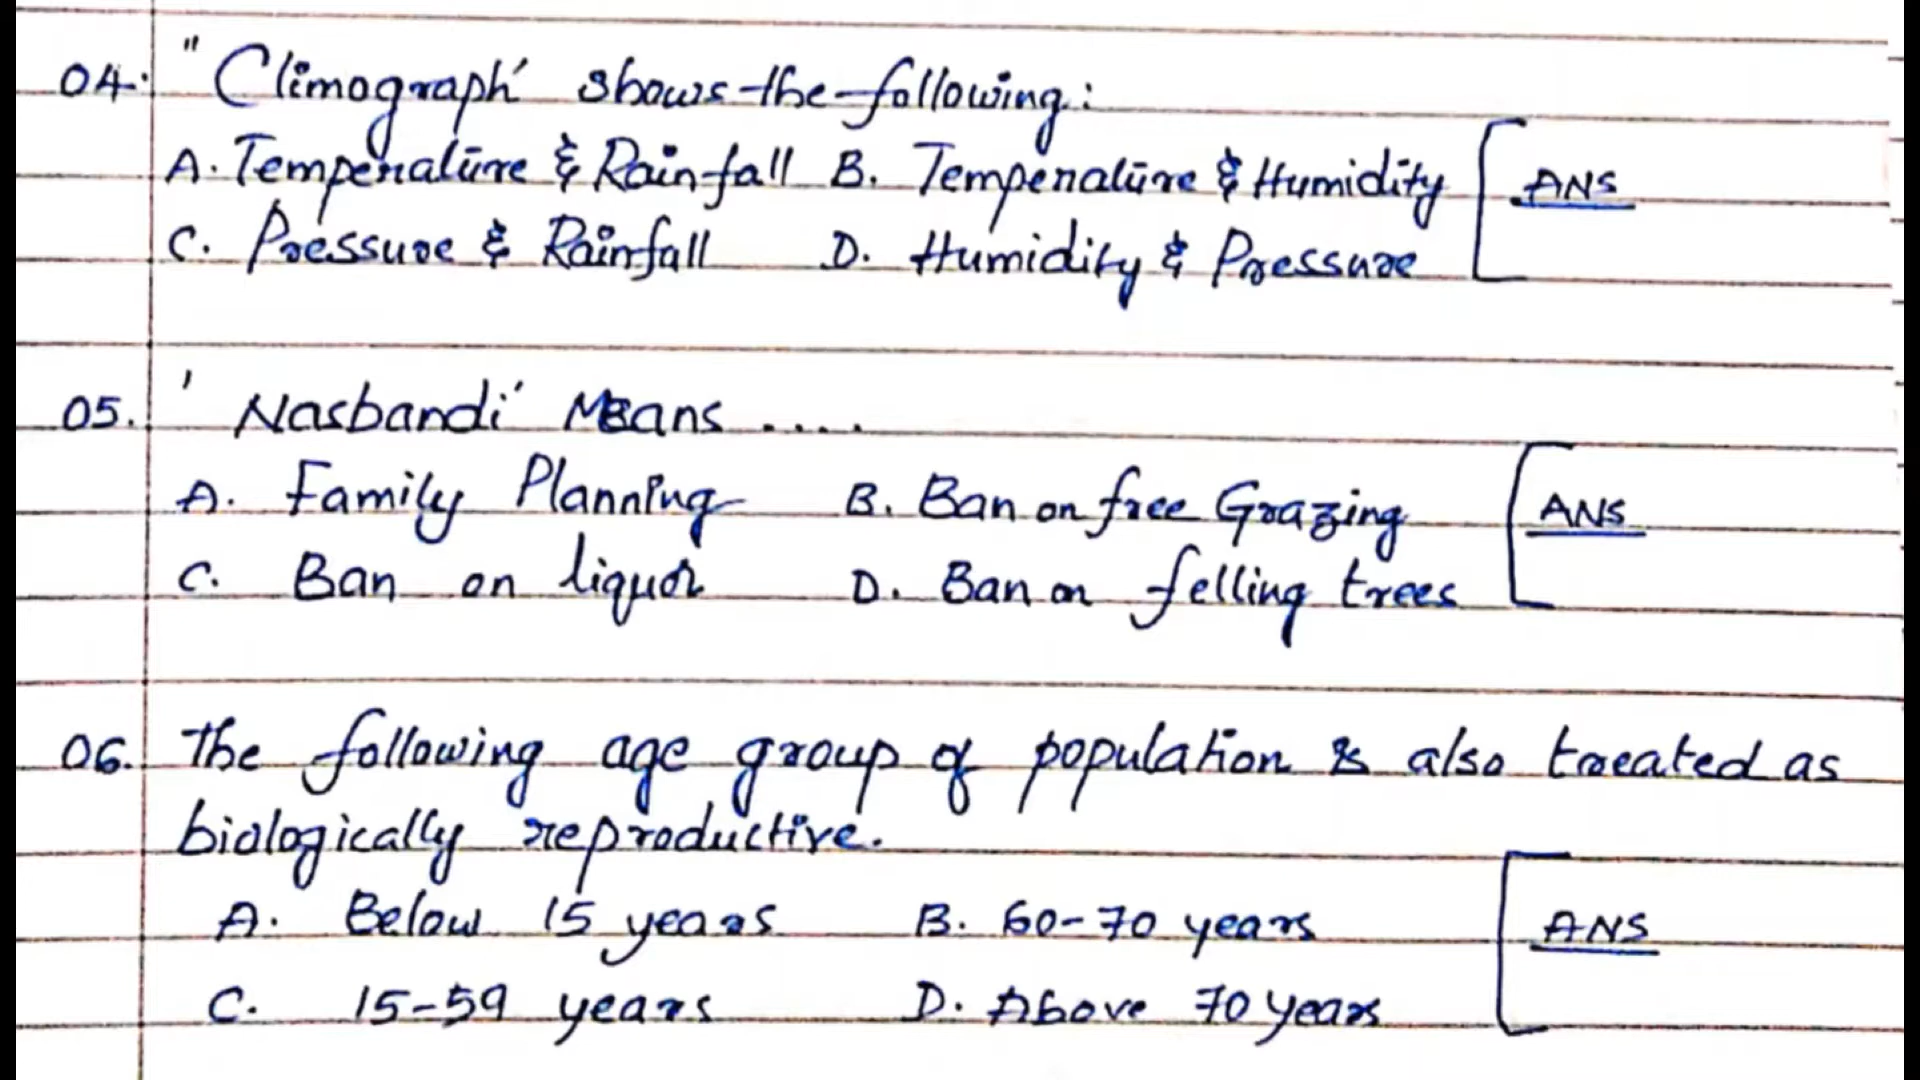 04. "Climograph' shows the following:
A. Temperature & Rainfall B. Temperature & Humidity [ANS
C. Pressure & Rainfall D. Humidity & Pressure
05. 'Nasbandi' Means ....
A. Family Planning B. Ban on free Grazing [ANS
C. Ban on liquor D. Ban on felling trees
06. The following age group of population is also treated as
biologically reproductive.
A. Below 15 years B. 60-70 years [ANS
C. 15-59 years D. Above 70 years